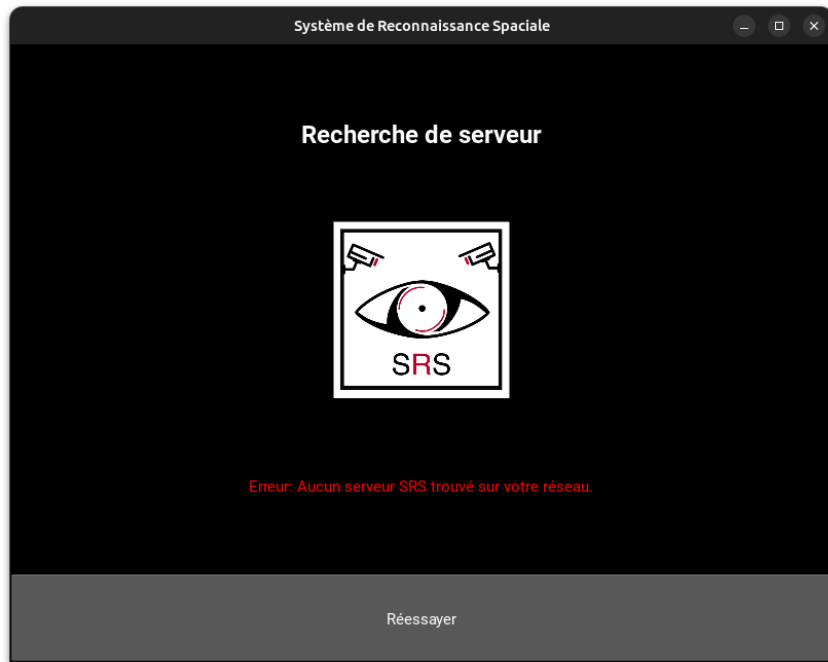 Système de Reconnaissance Spaciale
Recherche de serveur
SRS
Erreur: Aucun serveur SRS trouvé sur votre réseau.
Réessayer